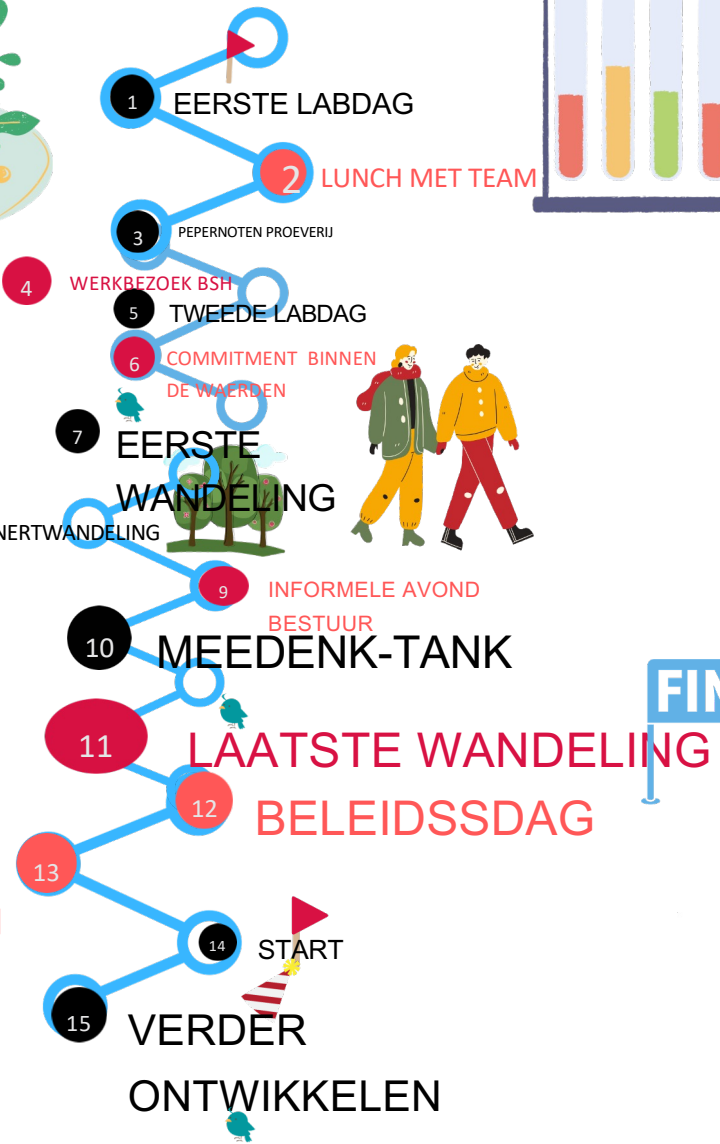 1 EERSTE LABDAG
2 LUNCH MET TEAM
3 PEPERNOTEN PROEVERIJ
4 WERKBEZOEK BSH
5 TWEEDE LABDAG
6 COMMITMENT BINNEN
DE WAERDEN
7 EERSTE
WANDELING
NERTWANDELING
9 INFORMELE AVOND
BESTUUR
10 MEEDENK-TANK
FIN
11 LAATSTE WANDELING
12 BELEIDSSDAG
13
14 START
15 VERDER
ONTWIKKELEN